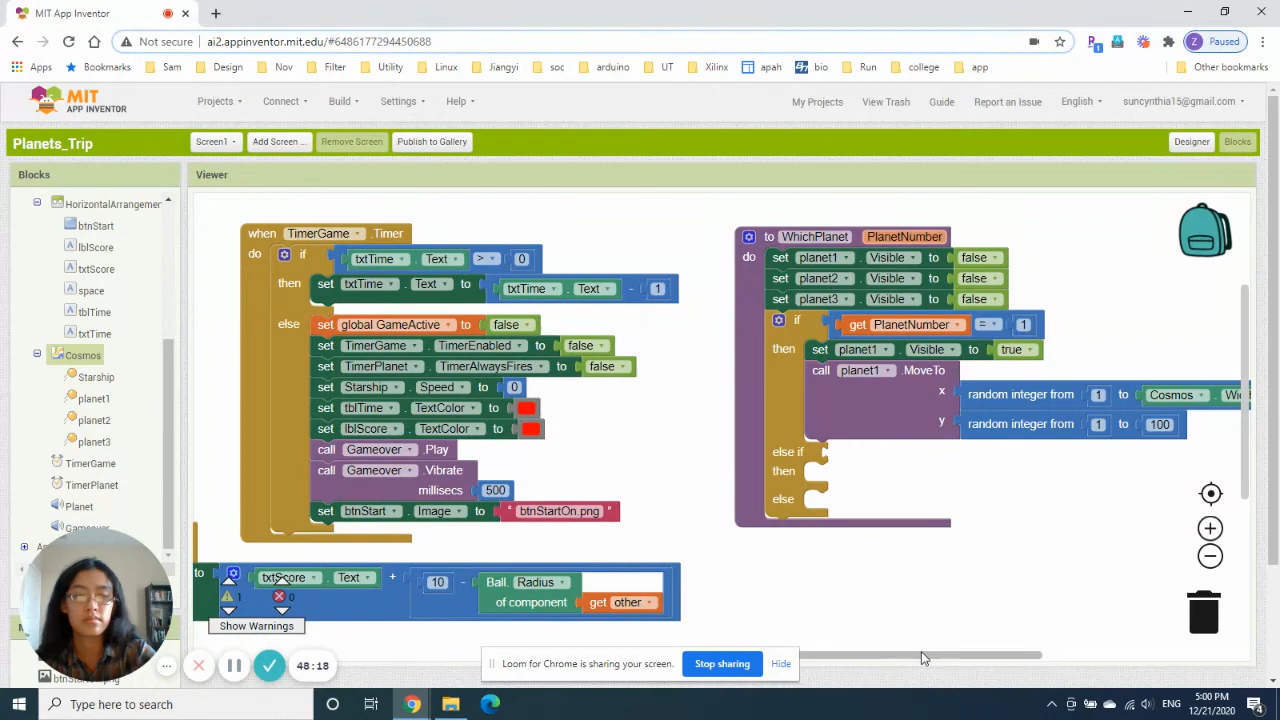 MIT App Inventor
Not secure ai2.appinventor.mit.edu/#6486177294450688
Z Paused
Apps Bookmarks Sam Design Nov Filter Utility Linux Jiangyi soc arduino UT Xilinx apah bio Run college app Other bookmarks
MIT
APP INVENTOR
Projects Connect Build Settings Help My Projects View Trash Guide Report an Issue English suncynthia15@gmail.com
Planets_Trip Screen1 Add Screen ... Remove Screen Publish to Gallery Designer Blocks
Blocks
Viewer
HorizontalArrangemen
btnStart
lblScore
txtScore
space
tblTime
txtTime
Cosmos
Starship
planet1
planet2
planet3
TimerGame
TimerPlanet
Planet
Gameover
when TimerGame .Timer
do if txtTime . Text > 0
then set txtTime . Text to txtTime . Text - 1
else set global GameActive to false
set TimerGame . TimerEnabled to false
set TimerPlanet . TimerAlwaysFires to false
set Starship . Speed to 0
set tblTime . TextColor to
set lblScore . TextColor to
call Gameover .Play
call Gameover .Vibrate
millisecs 500
set btnStart . Image to " btnStartOn.png "
to WhichPlanet PlanetNumber
do set planet1 . Visible to false
set planet2 . Visible to false
set planet3 . Visible to false
if get PlanetNumber = 1
then set planet1 . Visible to true
call planet1 .MoveTo
x random integer from 1 to Cosmos .
y random integer from 1 to 100
else if
then
else
to txtScore . Text + 10 - Ball. Radius
of component get other
1 0
Show Warnings
btnStartOn.png
48:18
Loom for Chrome is sharing your screen. Stop sharing Hide
Type here to search
ENG
5:00 PM
12/21/2020
4